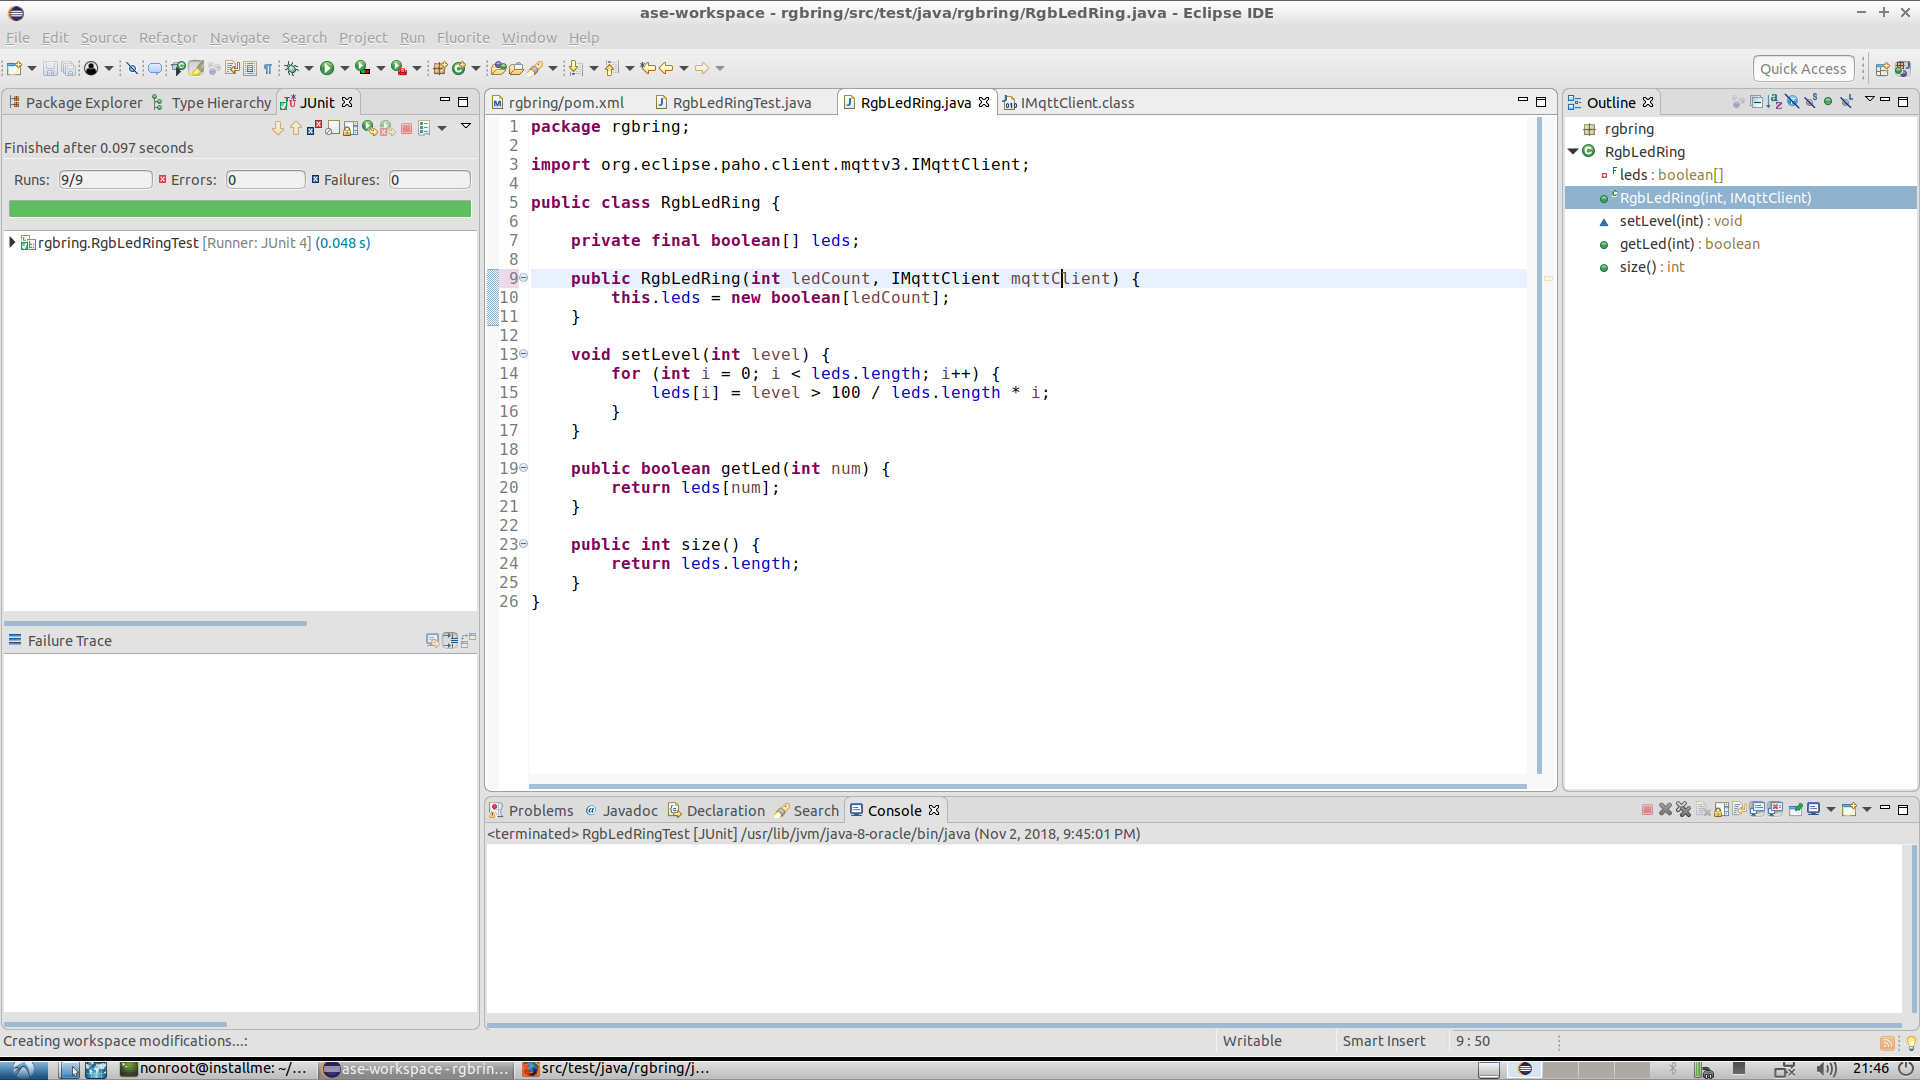 ase-workspace - rgbring/src/test/java/rgbring/RgbLedRing.java - Eclipse IDE
File Edit Source Refactor Navigate Search Project Run Fluorite Window Help
Quick Access
Package Explorer Type Hierarchy JUnit
Finished after 0.097 seconds
Runs: 9/9 Errors: 0 Failures: 0
rgbring.RgbLedRingTest [Runner: JUnit 4] (0.048 s)
Failure Trace
rgbring/pom.xml RgbLedRingTest.java RgbLedRing.java IMqttClient.class
1 package rgbring;
2
3 import org.eclipse.paho.client.mqttv3.IMqttClient;
4
5 public class RgbLedRing {
6
7 private final boolean[] leds;
8
9 public RgbLedRing(int ledCount, IMqttClient mqttClient) {
10 this.leds = new boolean[ledCount];
11 }
12
13 void setLevel(int level) {
14 for (int i = 0; i < leds.length; i++) {
15 leds[i] = level > 100 / leds.length * i;
16 }
17 }
18
19 public boolean getLed(int num) {
20 return leds[num];
21 }
22
23 public int size() {
24 return leds.length;
25 }
26 }
Outline
rgbring
RgbLedRing
leds : boolean[]
RgbLedRing(int, IMqttClient)
setLevel(int) : void
getLed(int) : boolean
size() : int
Problems Javadoc Declaration Search Console
<terminated> RgbLedRingTest [JUnit] /usr/lib/jvm/java-8-oracle/bin/java (Nov 2, 2018, 9:45:01 PM)
Creating workspace modifications...:
Writable Smart Insert 9 : 50
nonroot@installme: ~/... ase-workspace - rgbrin... src/test/java/rgbring/j... 21:46